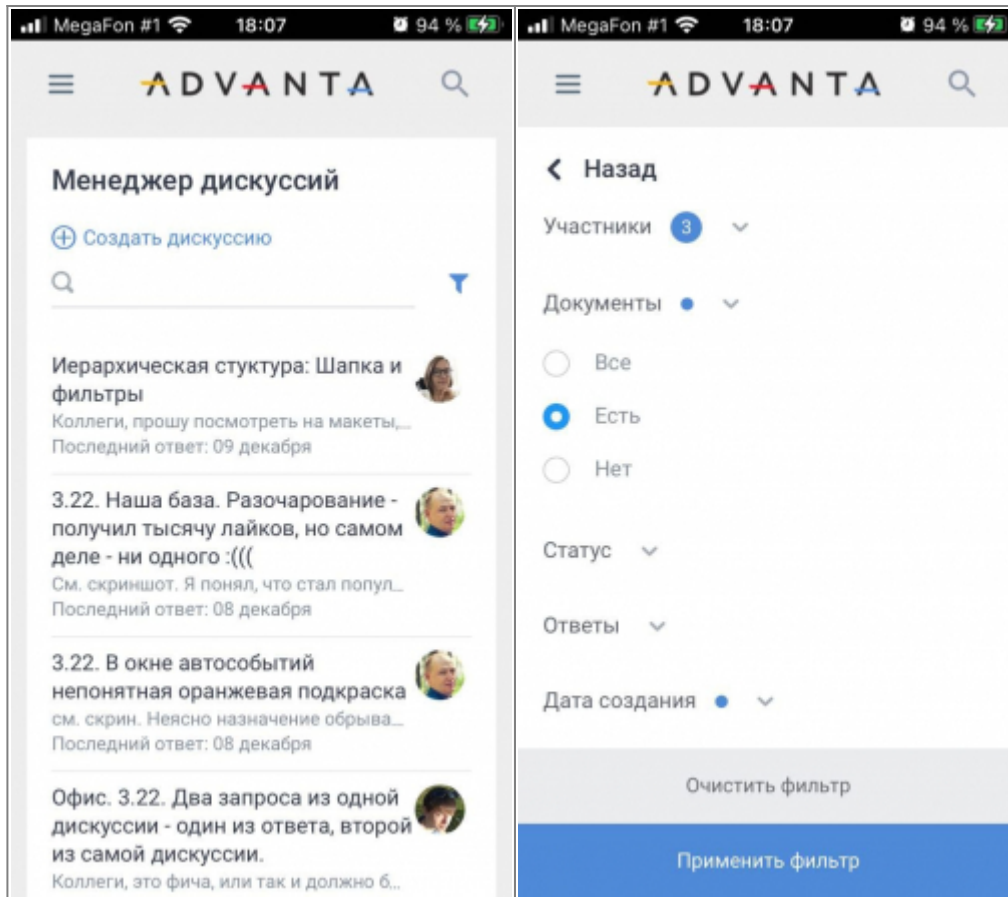 MegaFon #1 18:07 94 %
ADVANTA
Менеджер дискуссий
Создать дискуссию
Иерархическая стуктура: Шапка и
фильтры
Коллеги, прошу посмотреть на макеты,...
Последний ответ: 09 декабря
3.22. Наша база. Разочарование -
получил тысячу лайков, но самом
деле - ни одного :(((
См. скриншот. Я понял, что стал попул...
Последний ответ: 08 декабря
3.22. В окне автособытий
непонятная оранжевая подкраска
см. скрин. Неясно назначение обрыва...
Последний ответ: 08 декабря
Офис. 3.22. Два запроса из одной
дискуссии - один из ответа, второй
из самой дискуссии.
Коллеги, это фича, или так и должно б...
MegaFon #1 18:07 94 %
ADVANTA
Назад
Участники 3
Документы
Все
Есть
Нет
Статус
Ответы
Дата создания
Очистить фильтр
Применить фильтр